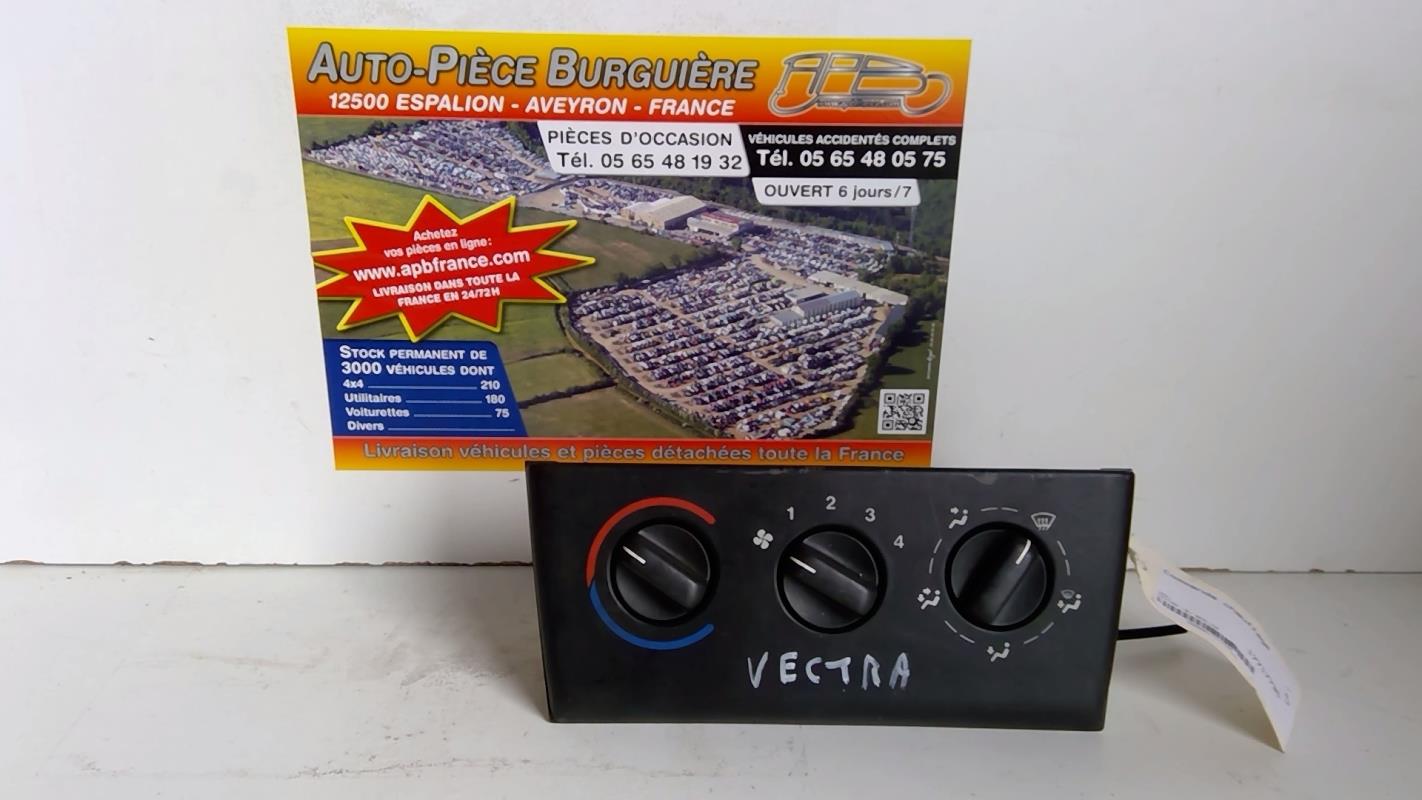 AUTO-PIÈCE BURGUIÈRE
12500 ESPALION - AVEYRON - FRANCE
PIÈCES D'OCCASION
Tél. 05 65 48 19 32
VÉHICULES ACCIDENTÉS COMPLETS
Tél. 05 65 48 05 75
OUVERT 6 jours/7
Achetez
vos pièces en ligne:
www.apbfrance.com
LIVRAISON DANS TOUTE LA
FRANCE EN 24/72H
STOCK PERMANENT DE
3000 VÉHICULES DONT
4x4 210
Utilitaires 180
Voiturettes 75
Divers
Livraison véhicules et pièces détachées toute la France
1 2 3 4
VECTRA